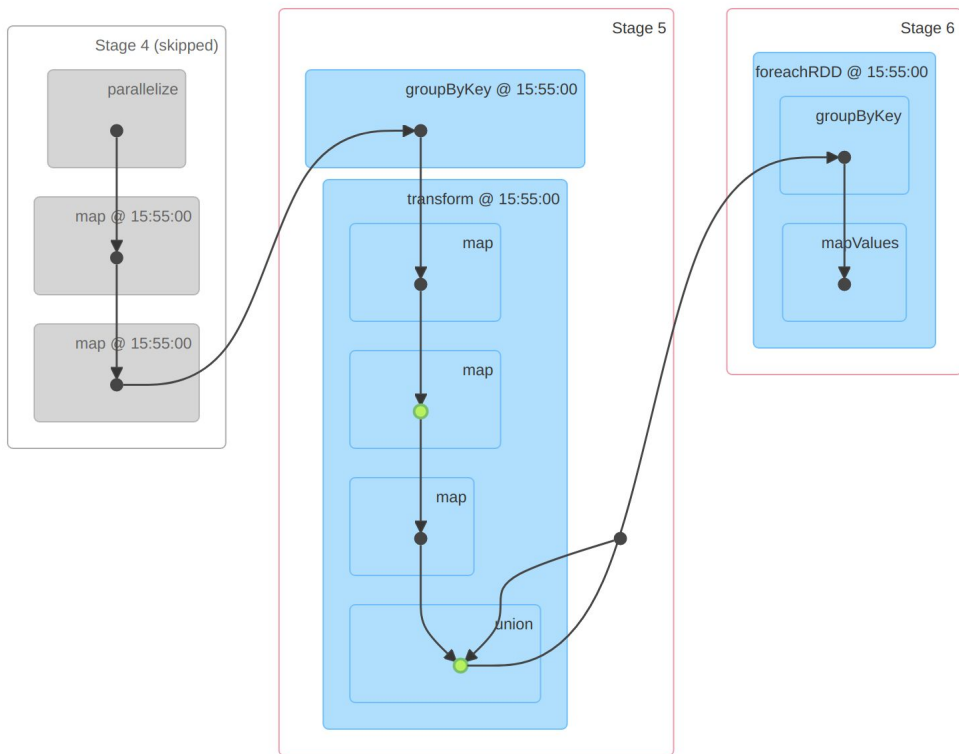 Stage 4 (skipped)
parallelize
map @ 15:55:00
map @ 15:55:00
Stage 5
groupByKey @ 15:55:00
transform @ 15:55:00
map
map
map
union
Stage 6
foreachRDD @ 15:55:00
groupByKey
mapValues